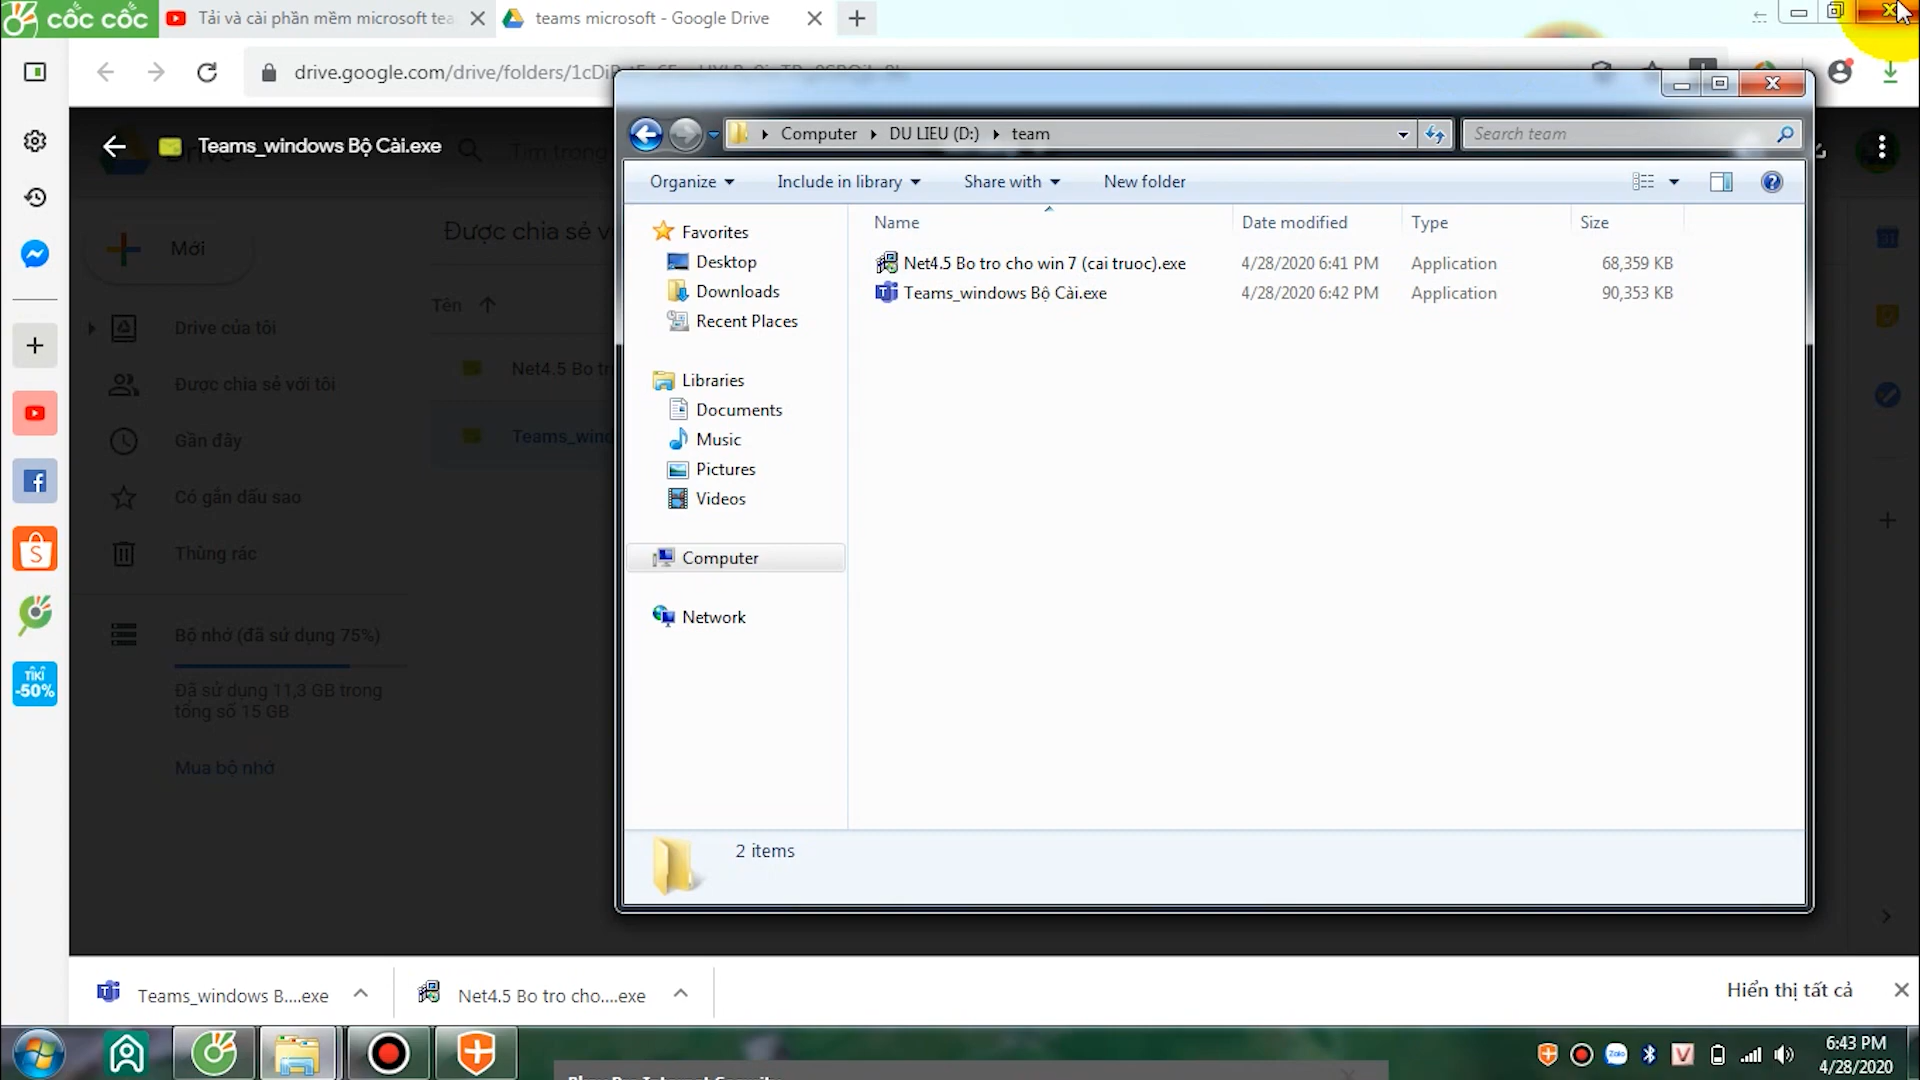 cốc cốc
Tải và cài phần mềm microsoft tea
teams microsoft - Google Drive
drive.google.com/drive/folders/
Teams_windows Bộ Cài.exe
Tìm trong
Computer
DU LIEU (D:)
team
Search team
Organize
Include in library
Share with
New folder
Mới
Được chia sẻ v
Tên
Drive của tôi
Được chia sẻ với tôi
Gần đây
Có gắn dấu sao
Thùng rác
Bộ nhớ (đã sử dụng 75%)
Đã sử dụng 11,3 GB trong
tổng số 15 GB
Mua bộ nhớ
Net4.5 Bo tr
Teams_wind
TIKI
-50%
Favorites
Desktop
Downloads
Recent Places
Libraries
Documents
Music
Pictures
Videos
Computer
Network
Name
Date modified
Type
Size
Net4.5 Bo tro cho win 7 (cai truoc).exe
4/28/2020 6:41 PM
Application
68,359 KB
Teams_windows Bộ Cài.exe
4/28/2020 6:42 PM
Application
90,353 KB
2 items
Teams_windows B....exe
Net4.5 Bo tro cho....exe
Hiển thị tất cả
Zalo
V
6:43 PM
4/28/2020